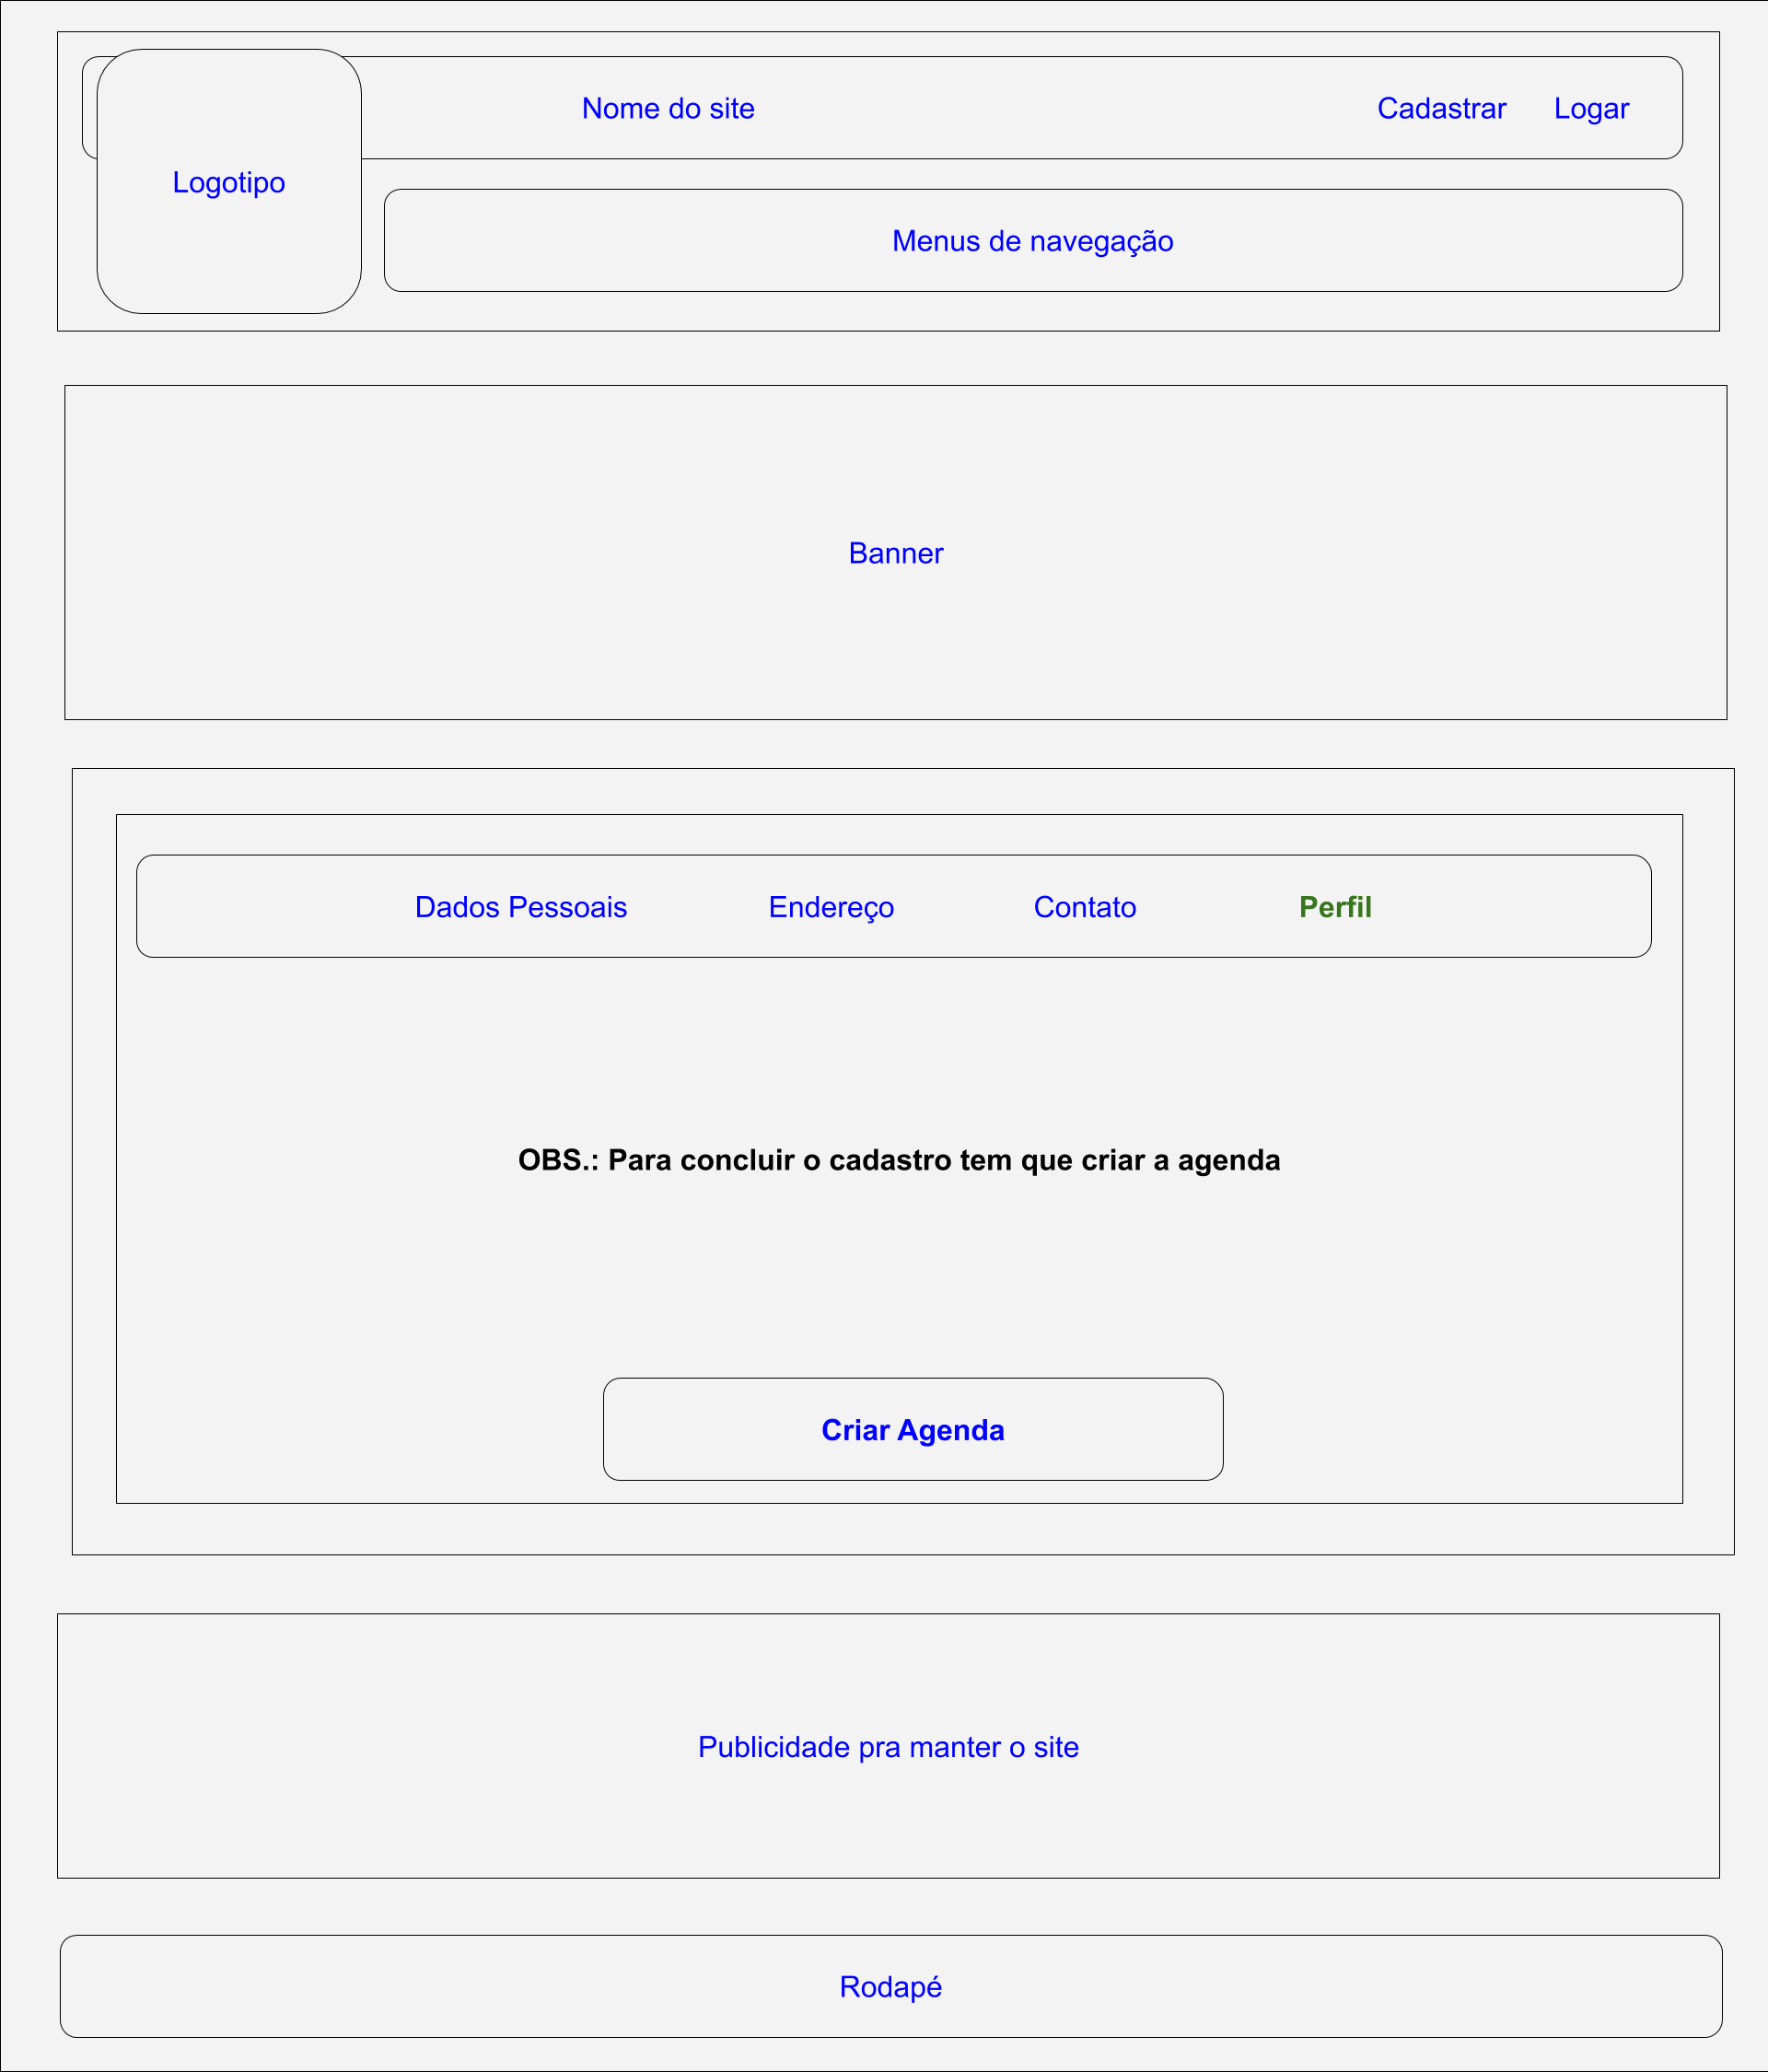 Nome do site
Cadastrar
Logar
Logotipo
Menus de navegação
Banner
Dados Pessoais
Endereço
Contato
Perfil
OBS.: Para concluir o cadastro tem que criar a agenda
Criar Agenda
Publicidade pra manter o site
Rodapé